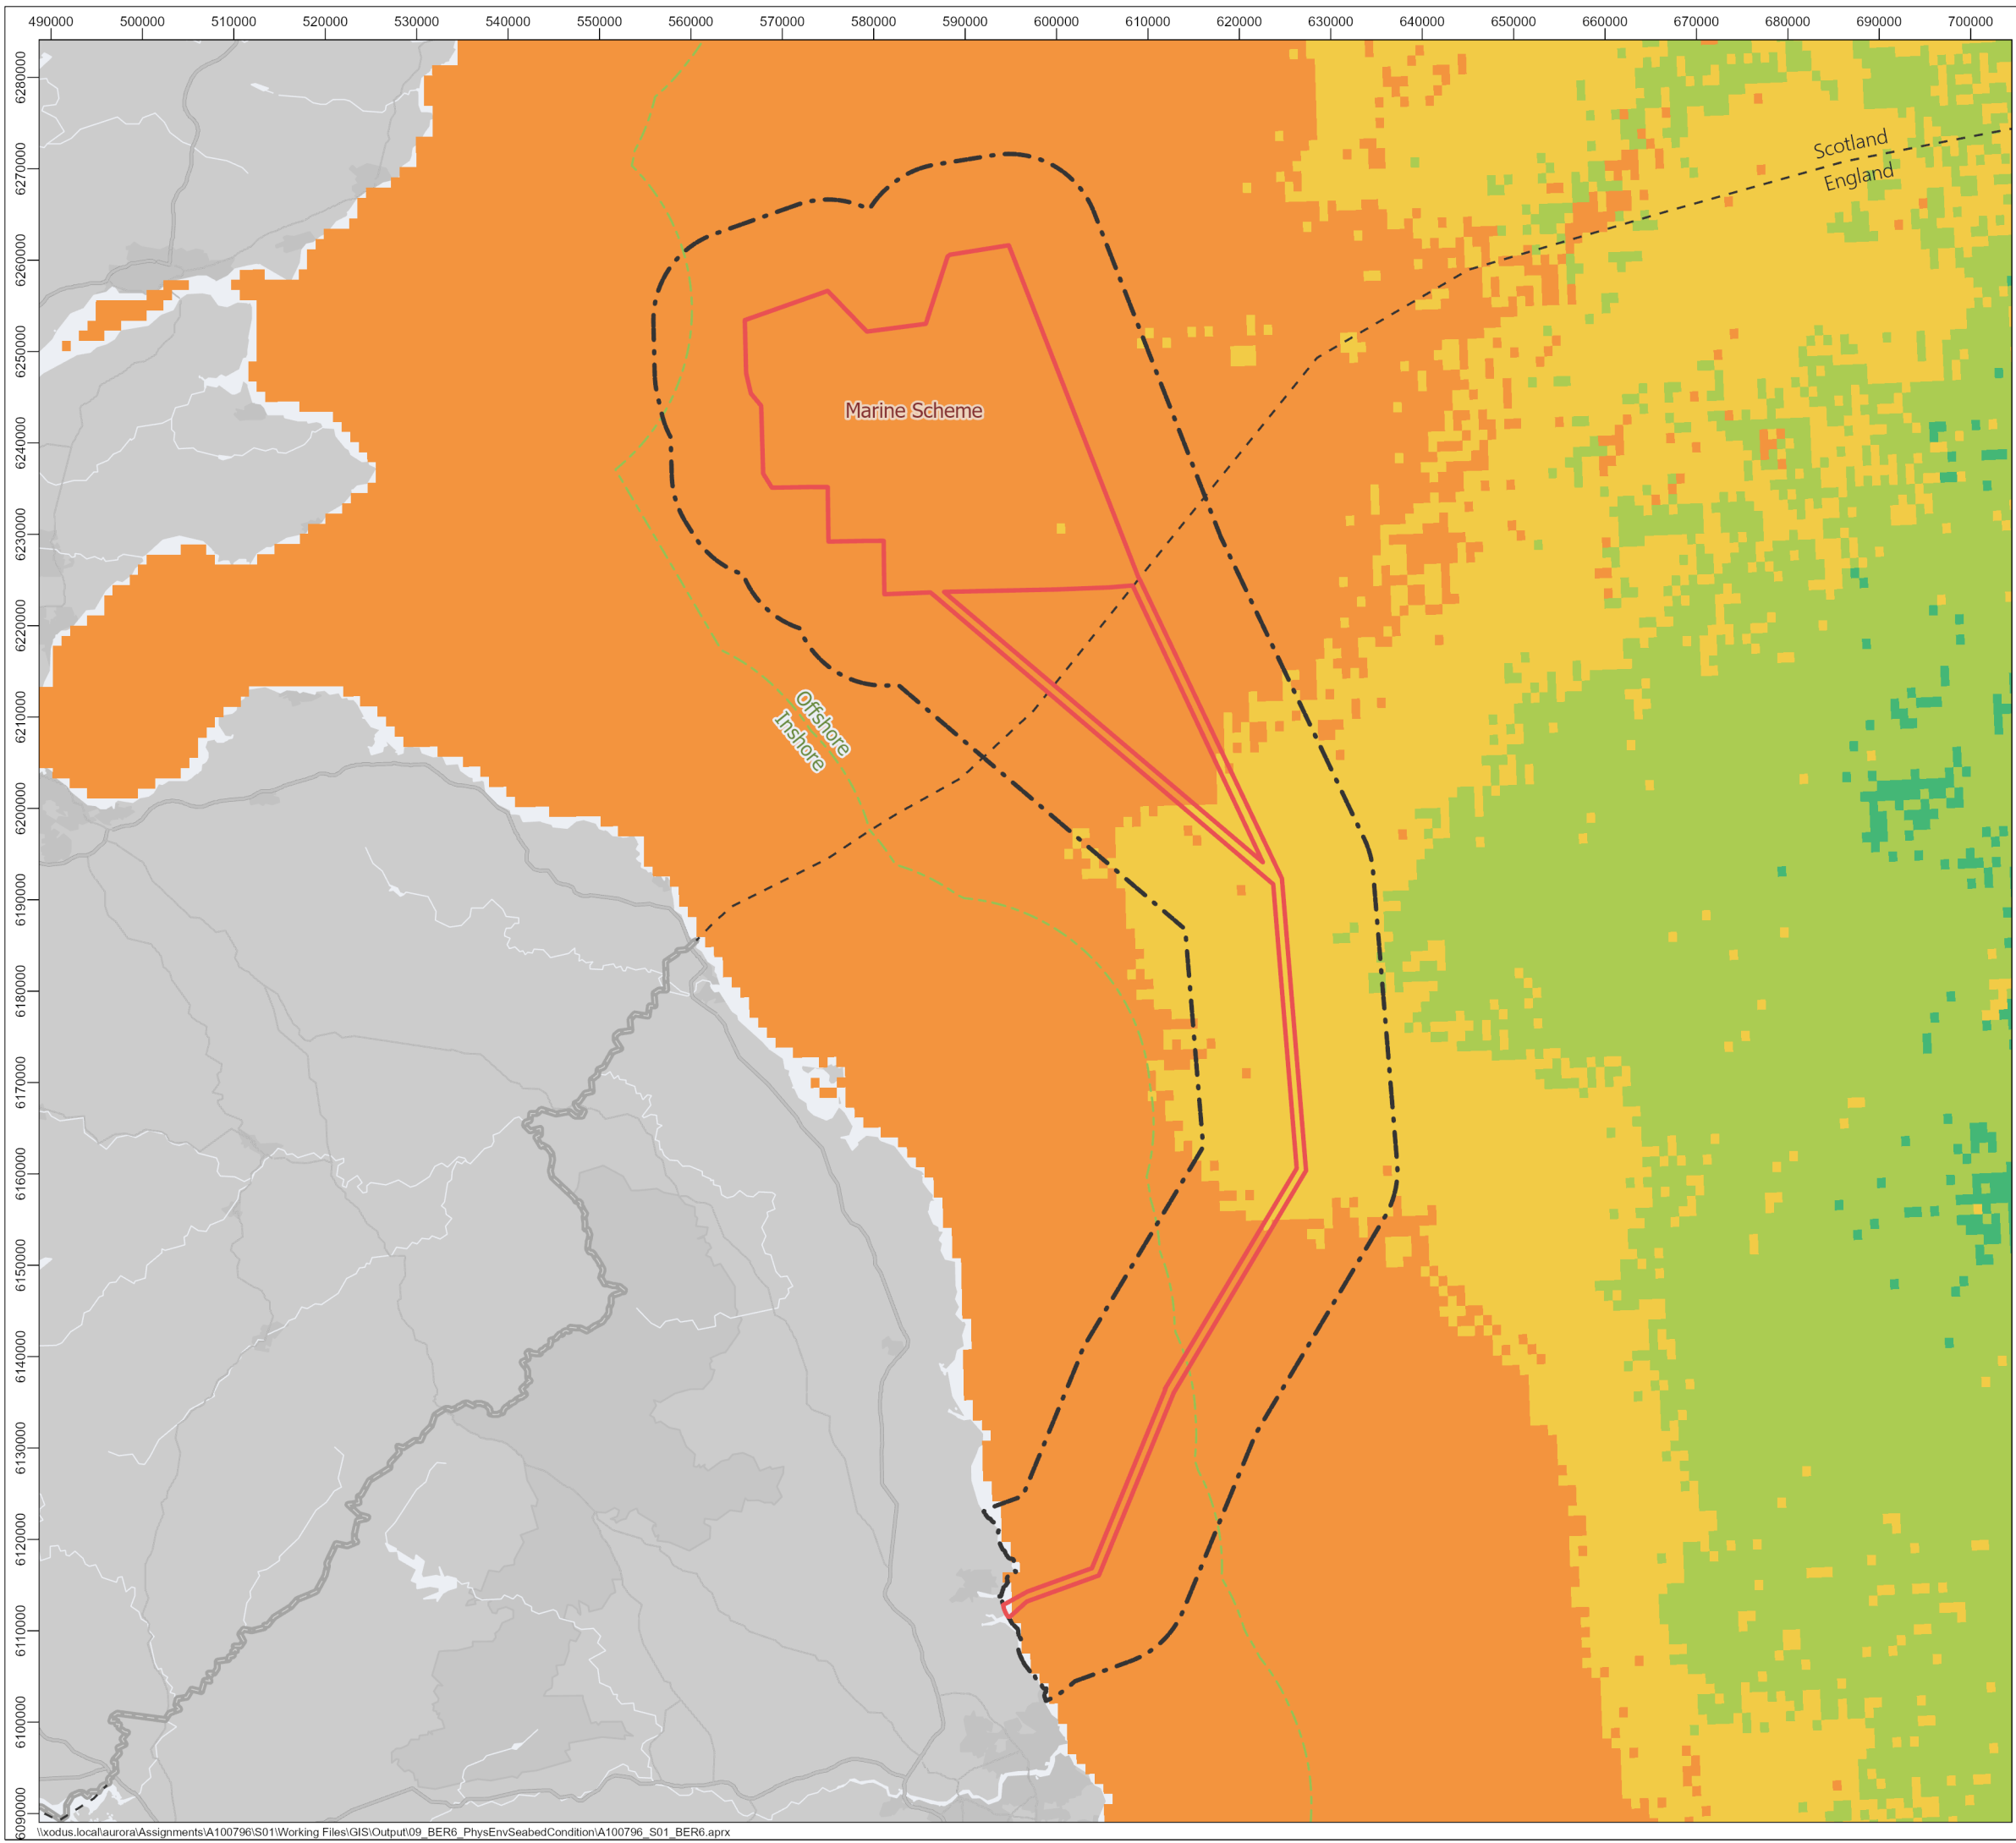 490000 500000 510000 520000 530000 540000 550000 560000 570000 580000 590000 600000 610000 620000 630000 640000 650000 660000 670000 680000 690000 700000
6280000
6270000
6260000
6250000
6240000
6230000
6220000
6210000
6200000
6190000
6180000
6170000
6160000
6150000
6140000
6130000
6120000
6110000
6100000
6090000
Scotland
England
Marine Scheme
Offshore
Inshore
\\xodus.local\aurora\Assignments\A100796\S01\Working Files\GIS\Output\09_BER6_PhysEnvSeabedCondition\A100796_S01_BER6.aprx